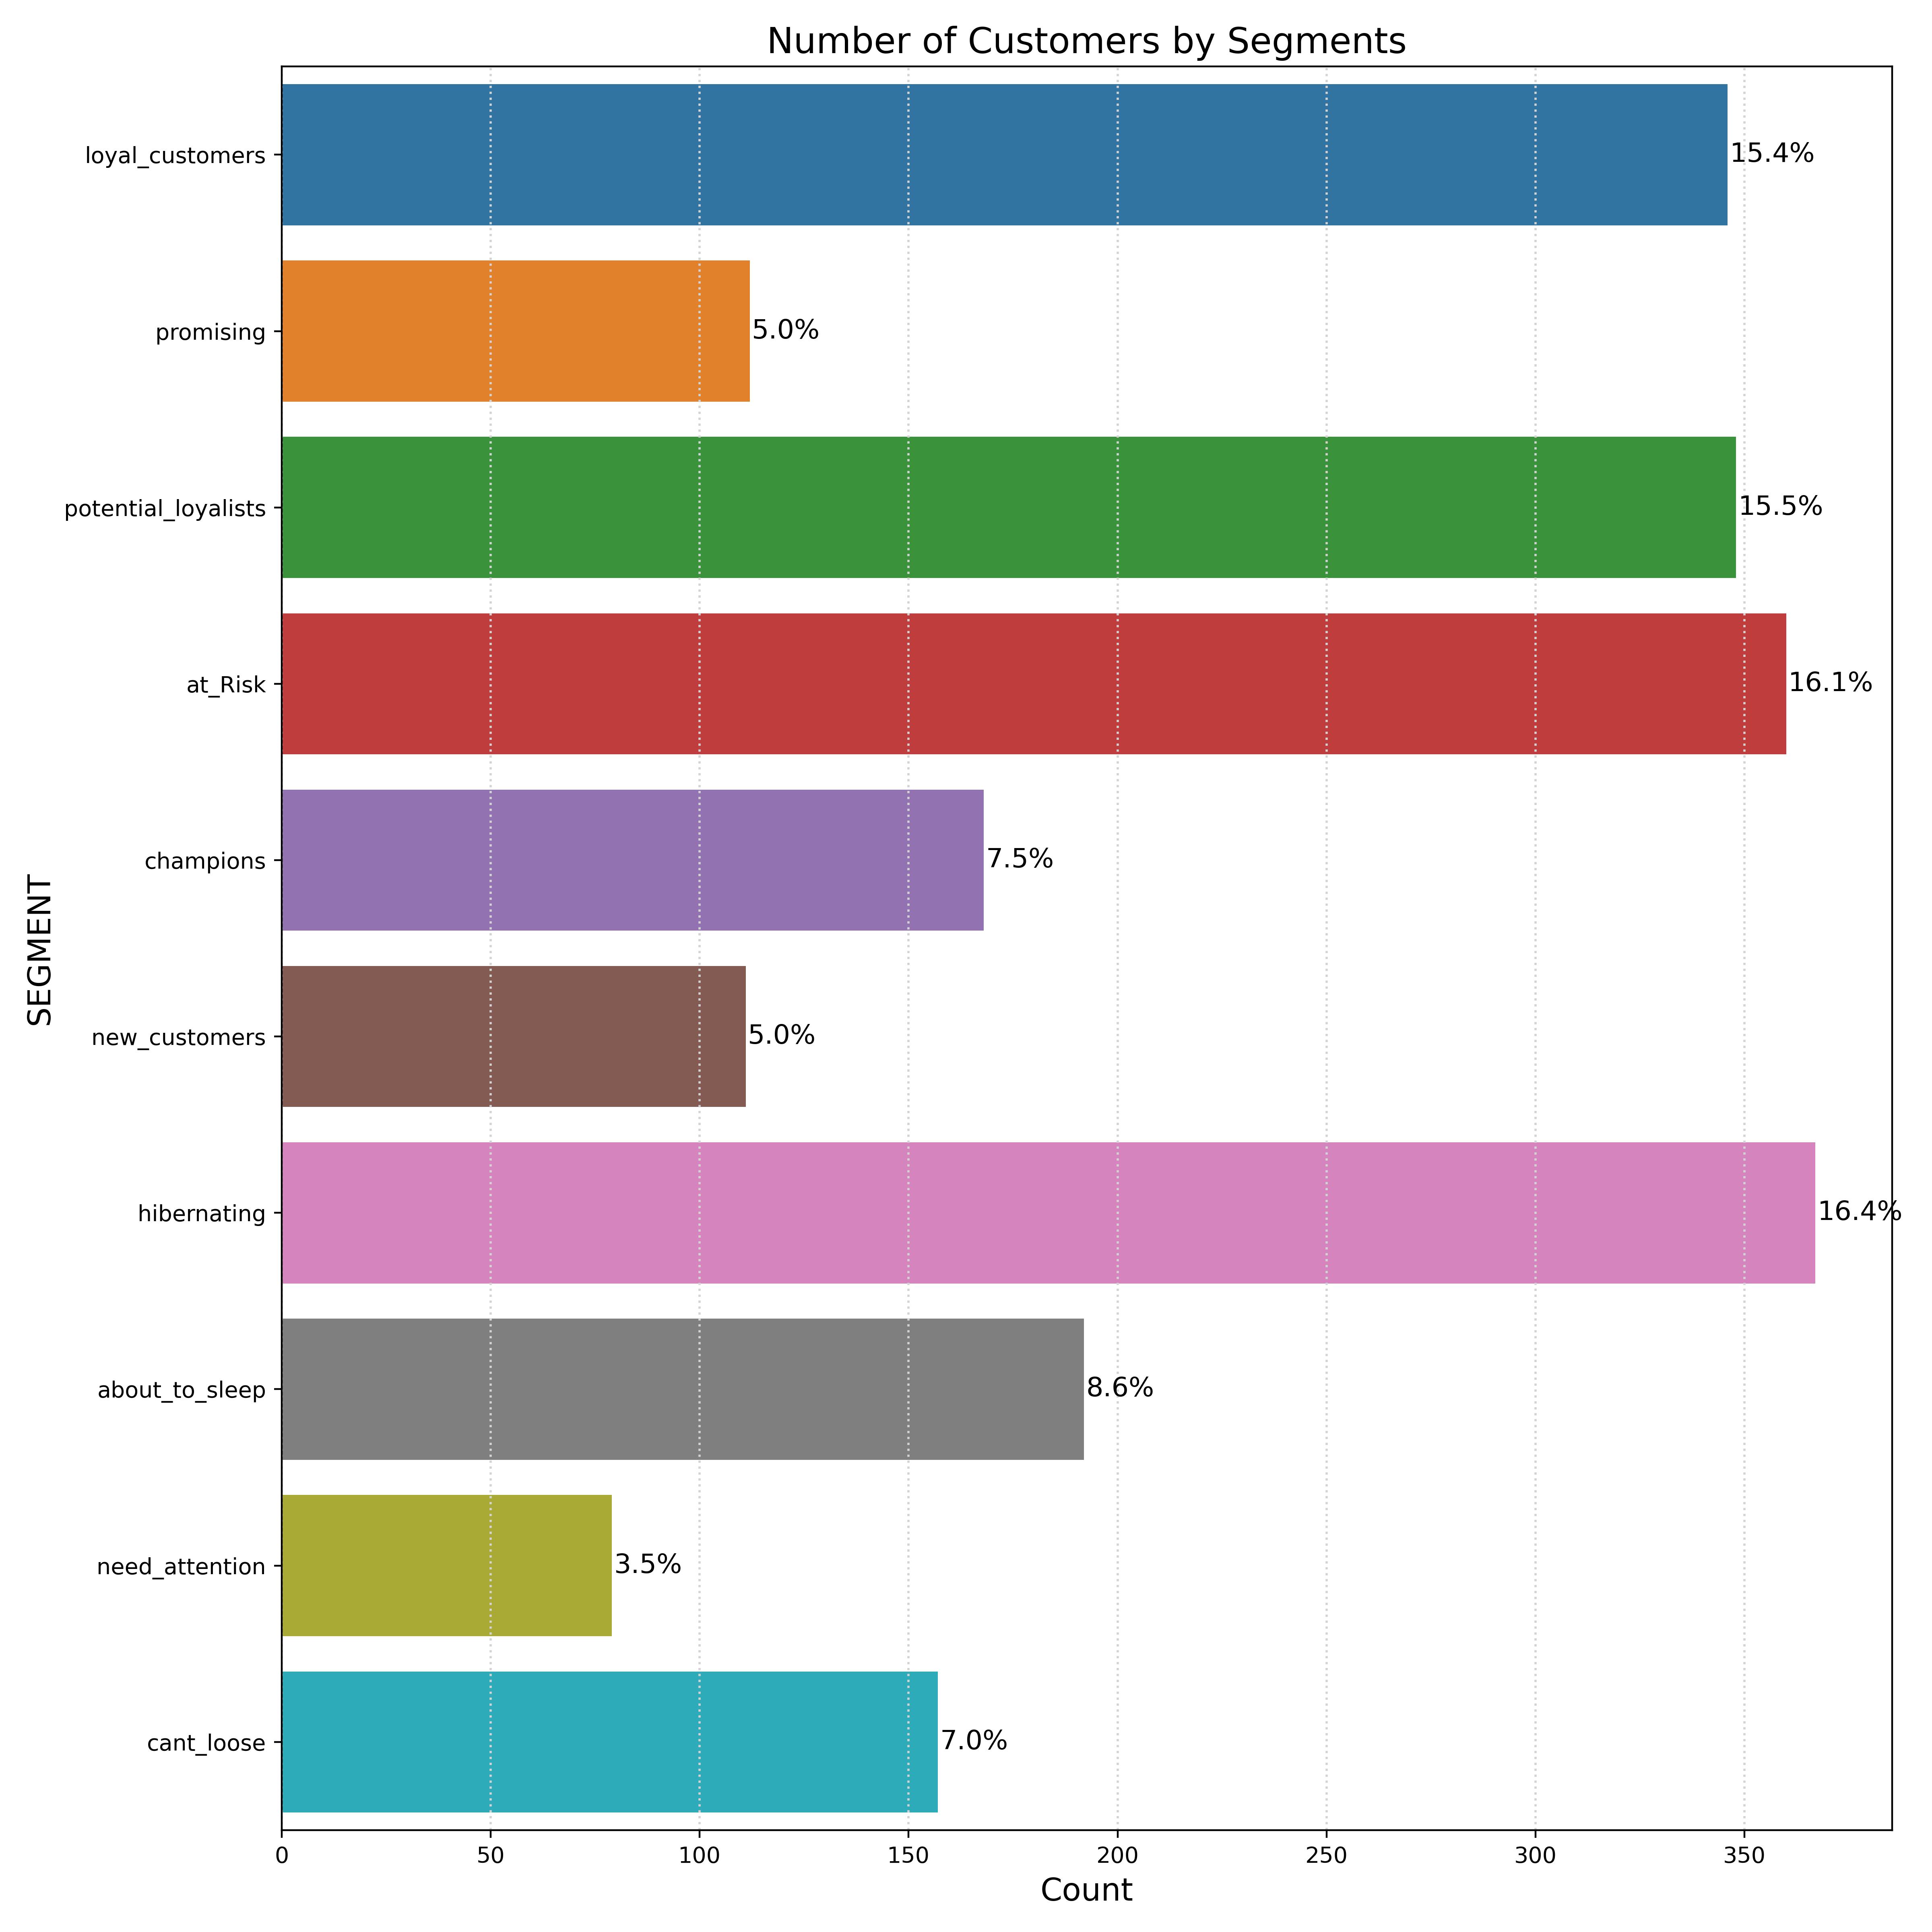 Number of Customers by Segments
loyal_customers
15.4%
promising
5.0%
potential_loyalists
15.5%
at_Risk
16.1%
champions
7.5%
new_customers
5.0%
hibernating
16.4%
about_to_sleep
8.6%
need_attention
3.5%
cant_loose
7.0%
SEGMENT
0 50 100 150 200 250 300 350
Count